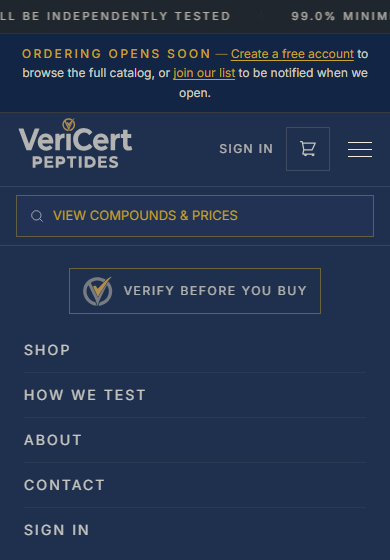 LL BE INDEPENDENTLY TESTED 99.0% MINIM
ORDERING OPENS SOON — Create a free account to
browse the full catalog, or join our list to be notified when we
open.
VeriCert
PEPTIDES
SIGN IN
VIEW COMPOUNDS & PRICES
VERIFY BEFORE YOU BUY
SHOP
HOW WE TEST
ABOUT
CONTACT
SIGN IN